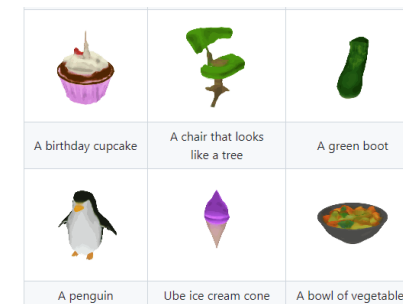 A birthday cupcake
A chair that looks
like a tree
A green boot
A penguin
Ube ice cream cone
A bowl of vegetable